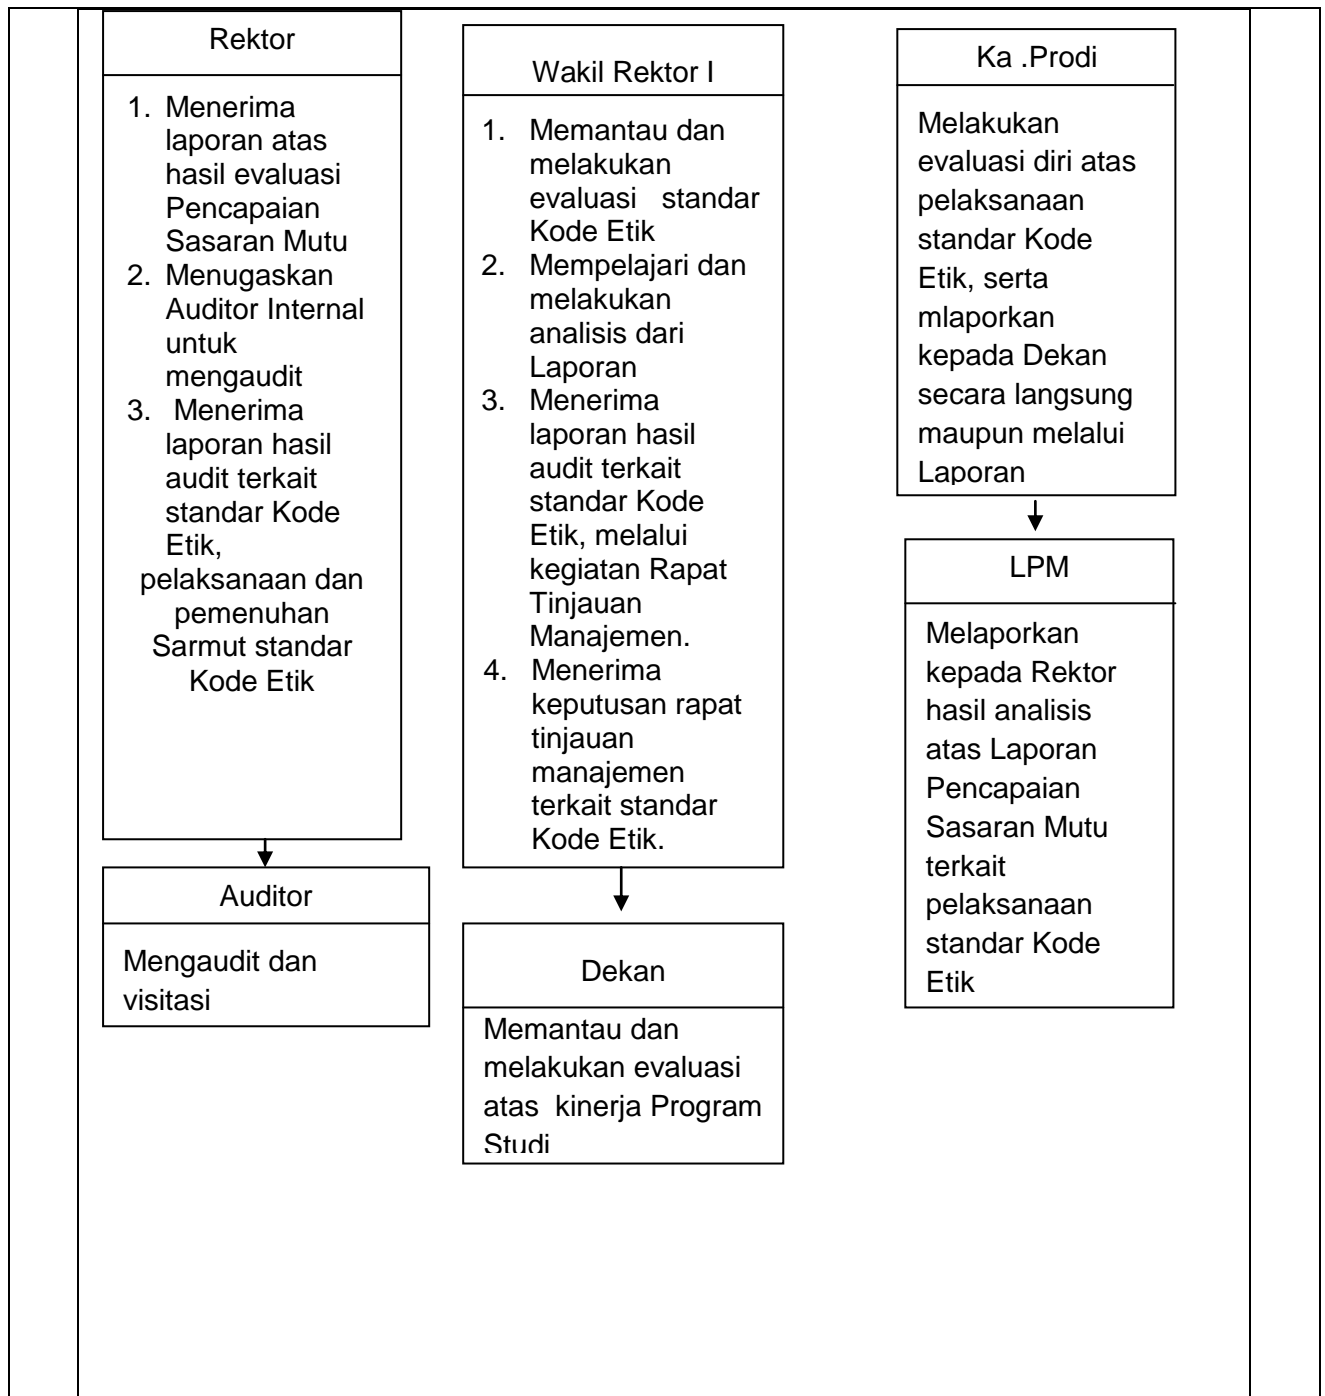 Rektor
1. Menerima
laporan atas
hasil evaluasi
Pencapaian
Sasaran Mutu
2. Menugaskan
Auditor Internal
untuk
mengaudit
3. Menerima
laporan hasil
audit terkait
standar Kode
Etik,
pelaksanaan dan
pemenuhan
Sarmut standar
Kode Etik
Auditor
Mengaudit dan
visitasi
Wakil Rektor I
1. Memantau dan
melakukan
evaluasi standar
Kode Etik
2. Mempelajari dan
melakukan
analisis dari
Laporan
3. Menerima
laporan hasil
audit terkait
standar Kode
Etik, melalui
kegiatan Rapat
Tinjauan
Manajemen.
4. Menerima
keputusan rapat
tinjauan
manajemen
terkait standar
Kode Etik.
Dekan
Memantau dan
melakukan evaluasi
atas kinerja Program
Studi
Ka .Prodi
Melakukan
evaluasi diri atas
pelaksanaan
standar Kode
Etik, serta
mlaporkan
kepada Dekan
secara langsung
maupun melalui
Laporan
LPM
Melaporkan
kepada Rektor
hasil analisis
atas Laporan
Pencapaian
Sasaran Mutu
terkait
pelaksanaan
standar Kode
Etik